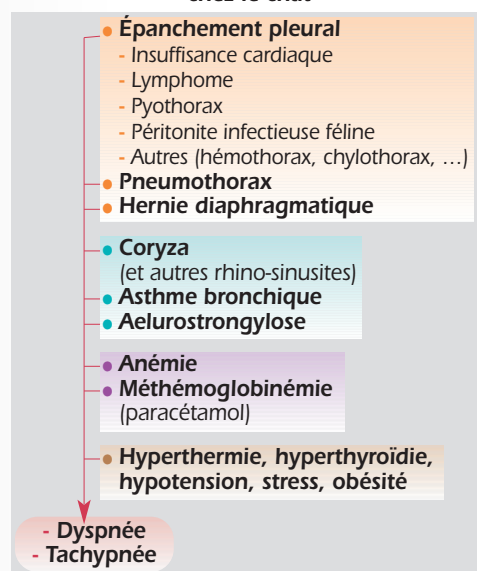 chez le chat
• Épanchement pleural
- Insuffisance cardiaque
- Lymphome
- Pyothorax
- Péritonite infectieuse féline
- Autres (hémothorax, chylothorax, …)
• Pneumothorax
• Hernie diaphragmatique
• Coryza
(et autres rhino-sinusites)
• Asthme bronchique
• Aelurostrongylose
• Anémie
• Méthémoglobinémie
(paracétamol)
• Hyperthermie, hyperthyroïdie,
hypotension, stress, obésité
- Dyspnée
- Tachypnée